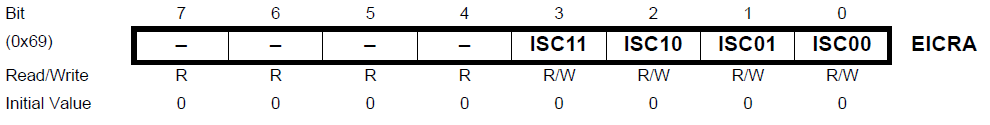 Bit 7 6 5 4 3 2 1 0
(0x69) – – – – ISC11 ISC10 ISC01 ISC00 EICRA
Read/Write R R R R R/W R/W R/W R/W
Initial Value 0 0 0 0 0 0 0 0